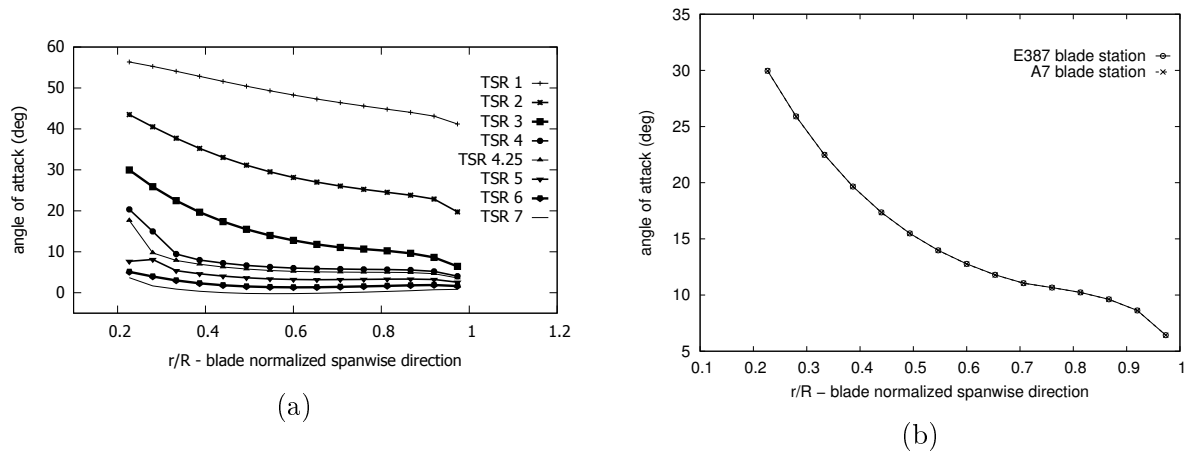 60
50
40
30
20
10
0
0.2
0.4
0.6
0.8
1
1.2
angle of attack (deg)
r/R - blade normalized spanwise direction
TSR 1
TSR 2
TSR 3
TSR 4
TSR 4.25
TSR 5
TSR 6
TSR 7
(a)
35
30
25
20
15
10
5
0.1
0.2
0.3
0.4
0.5
0.6
0.7
0.8
0.9
1
angle of attack (deg)
r/R − blade normalized spanwise direction
E387 blade station
A7 blade station
(b)